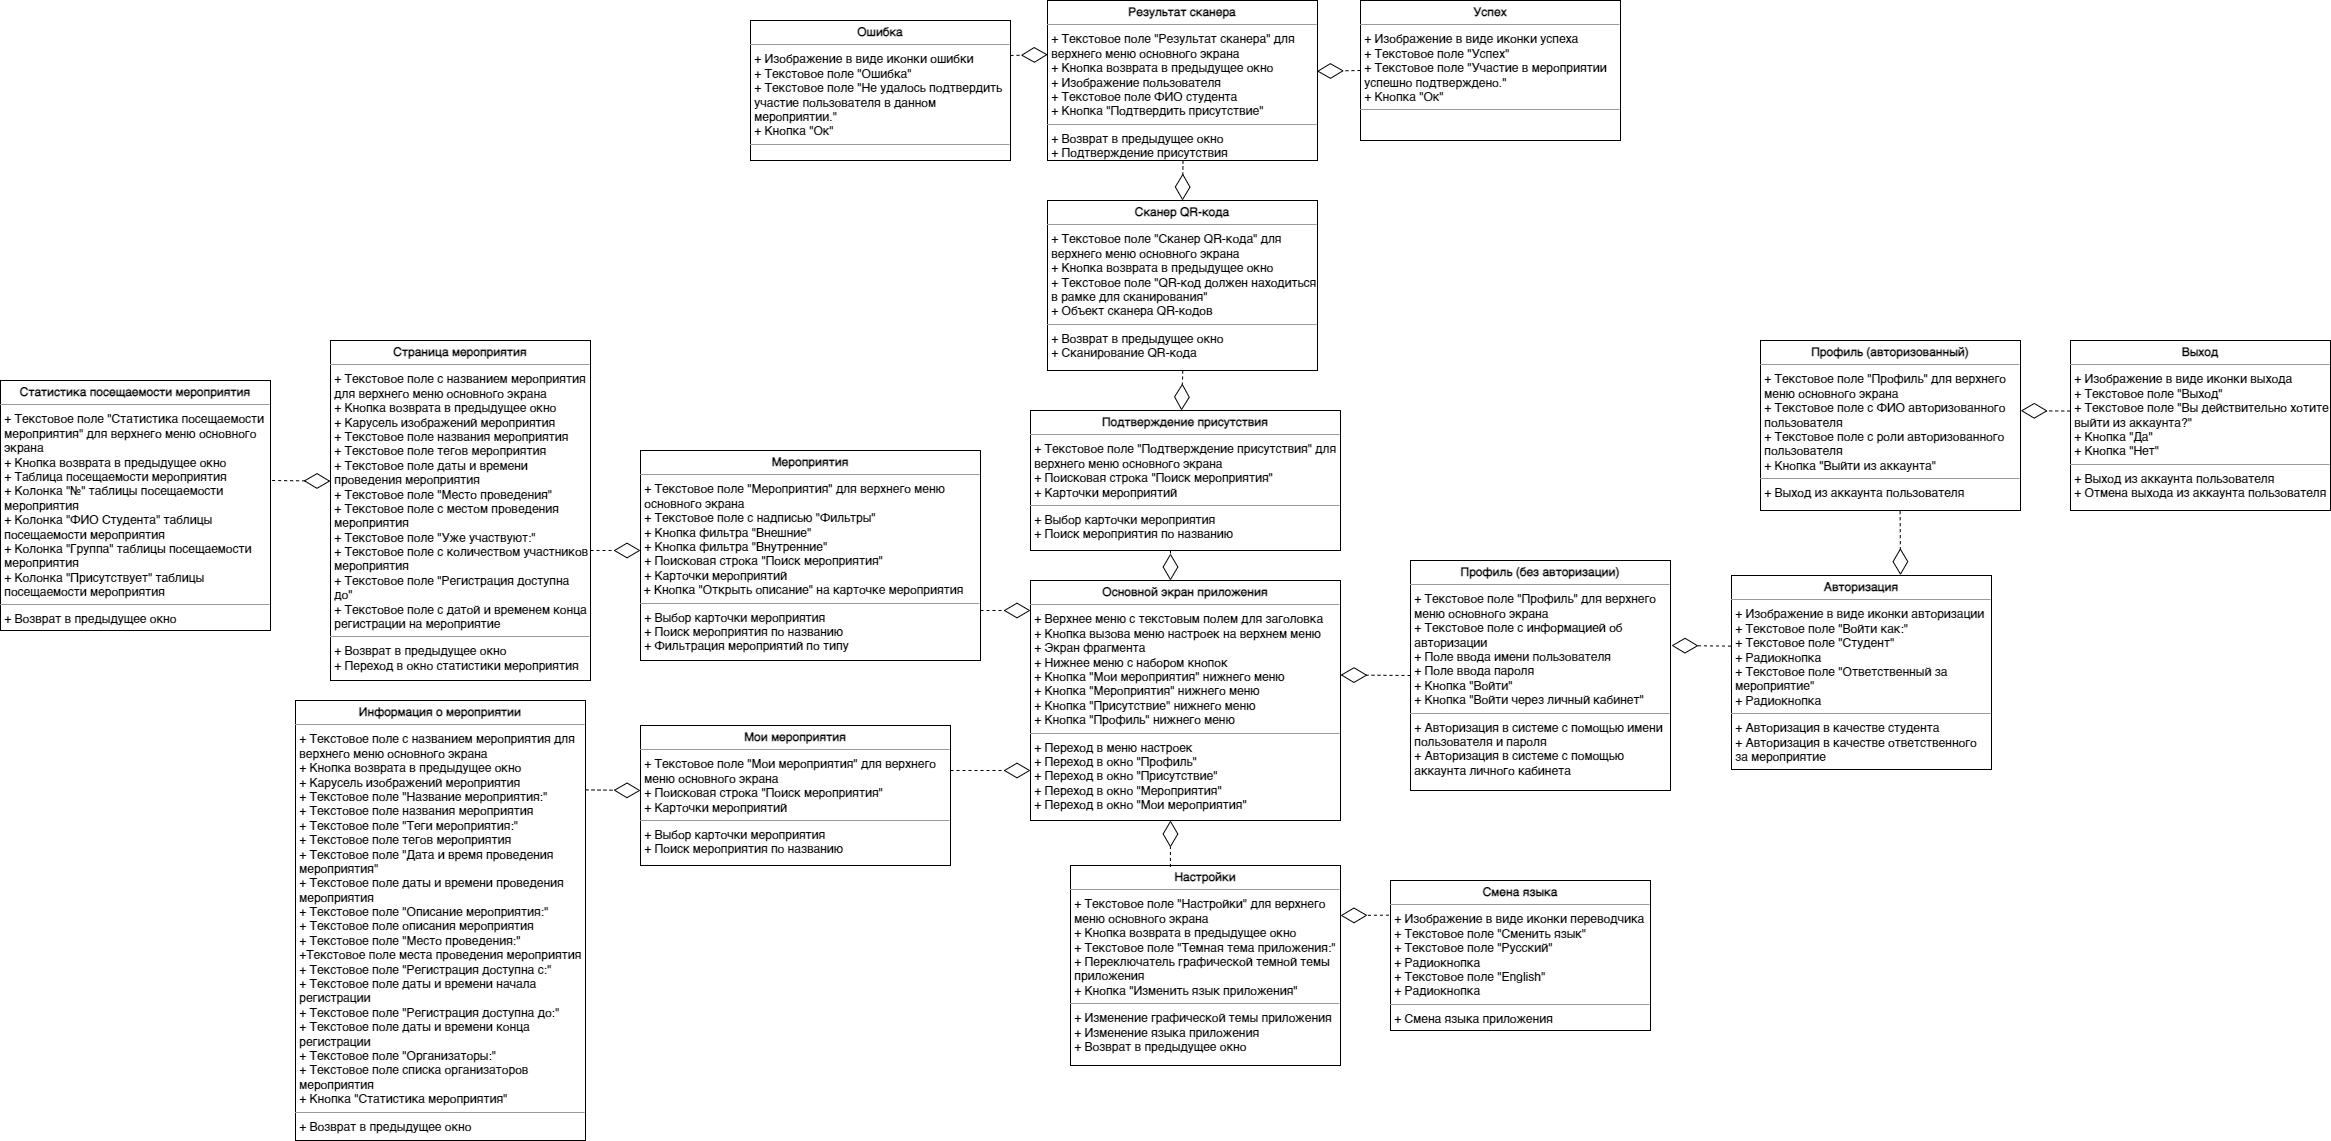 Ошибка
+ Изображение в виде иконки ошибки
+ Текстовое поле "Ошибка"
+ Текстовое поле "Не удалось подтвердить
участие пользователя в данном
мероприятии."
+ Кнопка "Ок"
Результат сканера
+ Текстовое поле "Результат сканера" для
верхнего меню основного экрана
+ Кнопка возврата в предыдущее окно
+ Изображение пользователя
+ Текстовое поле ФИО студента
+ Кнопка "Подтвердить присутствие"
+ Возврат в предыдущее окно
+ Подтверждение присутствия
Успех
+ Изображение в виде иконки успеха
+ Текстовое поле "Успех"
+ Текстовое поле "Участие в мероприятии
успешно подтверждено."
+ Кнопка "Ок"
Сканер QR-кода
+ Текстовое поле "Сканер QR-кода" для
верхнего меню основного экрана
+ Кнопка возврата в предыдущее окно
+ Текстовое поле "QR-код должен находиться
в рамке для сканирования"
+ Объект сканера QR-кодов
+ Возврат в предыдущее окно
+ Сканирование QR-кода
Статистика посещаемости мероприятия
+ Текстовое поле "Статистика посещаемости
мероприятия" для верхнего меню основного
экрана
+ Кнопка возврата в предыдущее окно
+ Таблица посещаемости мероприятия
+ Колонка "№" таблицы посещаемости
мероприятия
+ Колонка "ФИО Студента" таблицы
посещаемости мероприятия
+ Колонка "Группа" таблицы посещаемости
мероприятия
+ Колонка "Присутствует" таблицы
посещаемости мероприятия
+ Возврат в предыдущее окно
Страница мероприятия
+ Текстовое поле с названием мероприятия
для верхнего меню основного экрана
+ Кнопка возврата в предыдущее окно
+ Карусель изображений мероприятия
+ Текстовое поле названия мероприятия
+ Текстовое поле тегов мероприятия
+ Текстовое поле даты и времени
проведения мероприятия
+ Текстовое поле "Место проведения"
+ Текстовое поле с местом проведения
мероприятия
+ Текстовое поле "Уже участвуют:"
+ Текстовое поле с количеством участников
мероприятия
+ Текстовое поле "Регистрация доступна
до"
+ Текстовое поле с датой и временем конца
регистрации на мероприятие
+ Возврат в предыдущее окно
+ Переход в окно статистики мероприятия
Мероприятия
+ Текстовое поле "Мероприятия" для верхнего меню
основного экрана
+ Текстовое поле с надписью "Фильтры"
+ Кнопка фильтра "Внешние"
+ Кнопка фильтра "Внутренние"
+ Поисковая строка "Поиск мероприятия"
+ Карточки мероприятий
+ Кнопка "Открыть описание" на карточке мероприятия
+ Выбор карточки мероприятия
+ Поиск мероприятия по названию
+ Фильтрация мероприятий по типу
Подтверждение присутствия
+ Текстовое поле "Подтверждение присутствия" для
верхнего меню основного экрана
+ Поисковая строка "Поиск мероприятия"
+ Карточки мероприятий
+ Выбор карточки мероприятия
+ Поиск мероприятия по названию
Профиль (авторизованный)
+ Текстовое поле "Профиль" для верхнего
меню основного экрана
+ Текстовое поле с ФИО авторизованного
пользователя
+ Текстовое поле с роли авторизованного
пользователя
+ Кнопка "Выйти из аккаунта"
+ Выход из аккаунта пользователя
Выход
+ Изображение в виде иконки выхода
+ Текстовое поле "Выход"
+ Текстовое поле "Вы действительно хотите
выйти из аккаунта?"
+ Кнопка "Да"
+ Кнопка "Нет"
+ Выход из аккаунта пользователя
+ Отмена выхода из аккаунта пользователя
Основной экран приложения
+ Верхнее меню с текстовым полем для заголовка
+ Кнопка вызова меню настроек на верхнем меню
+ Экран фрагмента
+ Нижнее меню с набором кнопок
+ Кнопка "Мои мероприятия" нижнего меню
+ Кнопка "Мероприятия" нижнего меню
+ Кнопка "Присутствие" нижнего меню
+ Кнопка "Профиль" нижнего меню
+ Переход в меню настроек
+ Переход в окно "Профиль"
+ Переход в окно "Присутствие"
+ Переход в окно "Мероприятия"
+ Переход в окно "Мои мероприятия"
Профиль (без авторизации)
+ Текстовое поле "Профиль" для верхнего
меню основного экрана
+ Текстовое поле с информацией об
авторизации
+ Поле ввода имени пользователя
+ Поле ввода пароля
+ Кнопка "Войти"
+ Кнопка "Войти через личный кабинет"
+ Авторизация в системе с помощью имени
пользователя и пароля
+ Авторизация в системе с помощью
аккаунта личного кабинета
Авторизация
+ Изображение в виде иконки авторизации
+ Текстовое поле "Войти как:"
+ Текстовое поле "Студент"
+ Радиокнопка
+ Текстовое поле "Ответственный за
мероприятие"
+ Радиокнопка
+ Авторизация в качестве студента
+ Авторизация в качестве ответственного
за мероприятие
Информация о мероприятии
+ Текстовое поле с названием мероприятия для
верхнего меню основного экрана
+ Кнопка возврата в предыдущее окно
+ Карусель изображений мероприятия
+ Текстовое поле "Название мероприятия:"
+ Текстовое поле названия мероприятия
+ Текстовое поле "Теги мероприятия:"
+ Текстовое поле тегов мероприятия
+ Текстовое поле "Дата и время проведения
мероприятия"
+ Текстовое поле даты и времени проведения
мероприятия
+ Текстовое поле "Описание мероприятия:"
+ Текстовое поле описания мероприятия
+ Текстовое поле "Место проведения:"
+Текстовое поле места проведения мероприятия
+ Текстовое поле "Регистрация доступна с:"
+ Текстовое поле даты и времени начала
регистрации
+ Текстовое поле "Регистрация доступна до:"
+ Текстовое поле даты и времени конца
регистрации
+ Текстовое поле "Организаторы:"
+ Текстовое поле списка организаторов
мероприятия
+ Кнопка "Статистика мероприятия"
+ Возврат в предыдущее окно
Мои мероприятия
+ Текстовое поле "Мои мероприятия" для верхнего
меню основного экрана
+ Поисковая строка "Поиск мероприятия"
+ Карточки мероприятий
+ Выбор карточки мероприятия
+ Поиск мероприятия по названию
Настройки
+ Текстовое поле "Настройки" для верхнего
меню основного экрана
+ Кнопка возврата в предыдущее окно
+ Текстовое поле "Темная тема приложения:"
+ Переключатель графической темной темы
приложения
+ Кнопка "Изменить язык приложения"
+ Изменение графической темы приложения
+ Изменение языка приложения
+ Возврат в предыдущее окно
Смена языка
+ Изображение в виде иконки переводчика
+ Текстовое поле "Сменить язык"
+ Текстовое поле "Русский"
+ Радиокнопка
+ Текстовое поле "English"
+ Радиокнопка
+ Смена языка приложения